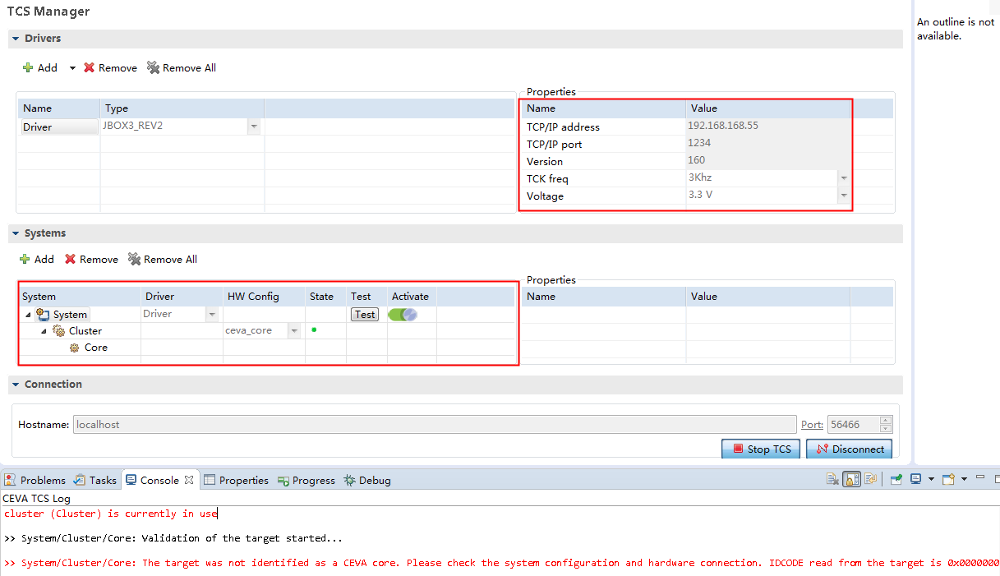 TCS Manager
Drivers
Add Remove Remove All
Properties
Name Type
Driver JBOX3_REV2
Name Value
TCP/IP address 192.168.168.55
TCP/IP port 1234
Version 160
TCK freq 3Khz
Voltage 3.3 V
Systems
Add Remove Remove All
Properties
System Driver HW Config State Test Activate
System Driver Test
Cluster ceva_core
Core
Name Value
Connection
Hostname: localhost Port: 56466
Stop TCS Disconnect
An outline is not
available.
Problems Tasks Console Properties Progress Debug
CEVA TCS Log
cluster (Cluster) is currently in use
>> System/Cluster/Core: Validation of the target started...
>> System/Cluster/Core: The target was not identified as a CEVA core. Please check the system configuration and hardware connection. IDCODE read from the target is 0x0000000